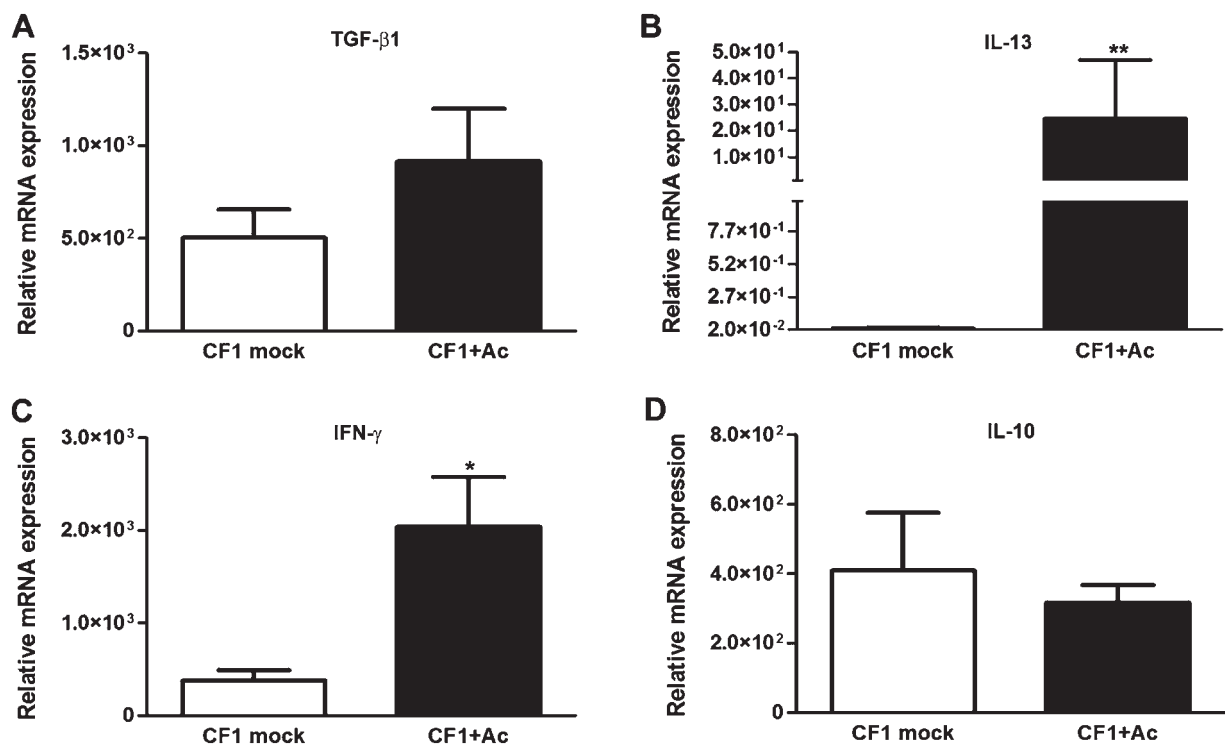 A
TGF-β1
Relative mRNA expression
1.5×10³
1.0×10³
5.0×10²
0
CF1 mock
CF1+Ac
B
IL-13
**
Relative mRNA expression
5.0×10¹
4.0×10¹
3.0×10¹
2.0×10¹
1.0×10¹
7.7×10⁻¹
5.2×10⁻¹
2.7×10⁻¹
2.0×10⁻²
CF1 mock
CF1+Ac
C
IFN-γ
*
Relative mRNA expression
3.0×10³
2.0×10³
1.0×10³
0
CF1 mock
CF1+Ac
D
IL-10
Relative mRNA expression
8.0×10²
6.0×10²
4.0×10²
2.0×10²
0
CF1 mock
CF1+Ac